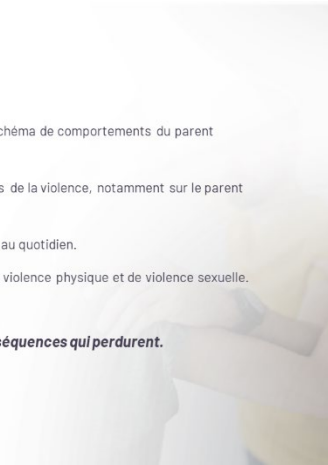 chéma de comportements du parent
s de la violence, notamment sur le parent
au quotidien.
violence physique et de violence sexuelle.
séquences qui perdurent.